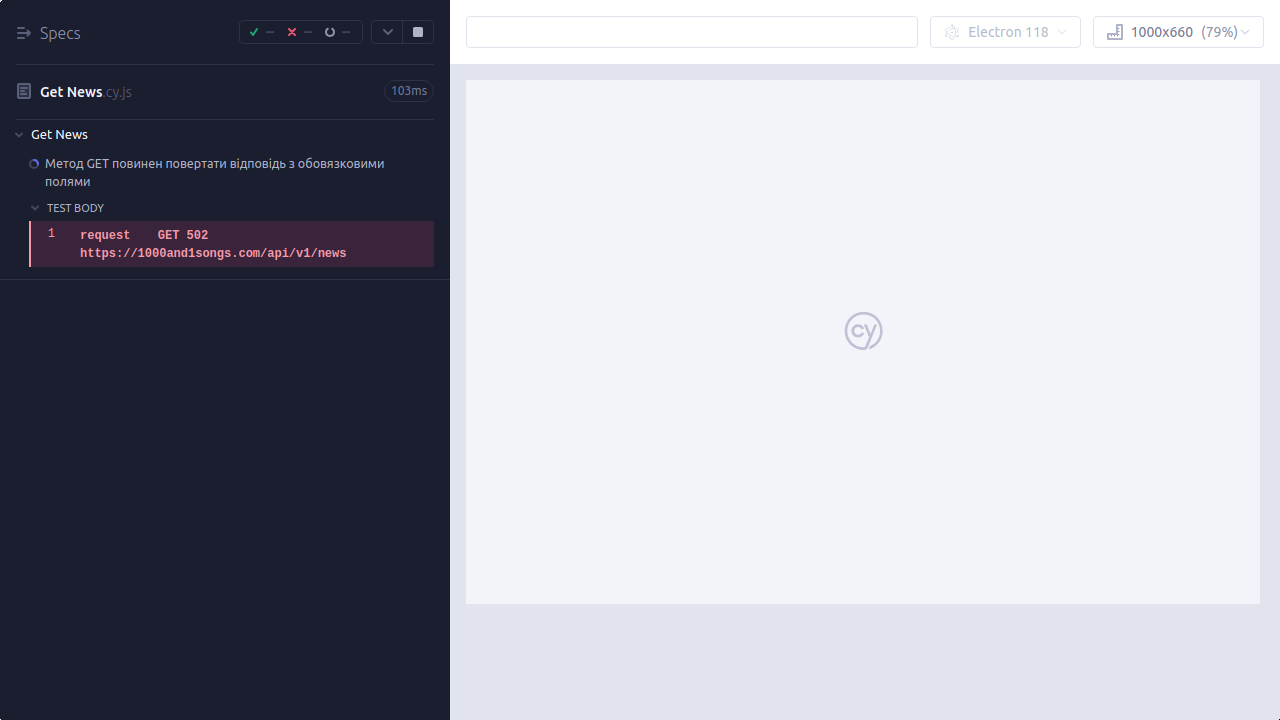 Specs
--
--
--
Get News.cy.js
103ms
Get News
Метод GET повинен повертати відповідь з обовязковими
полями
TEST BODY
1 request GET 502
https://1000and1songs.com/api/v1/news
Electron 118
1000x660 (79%)
cy